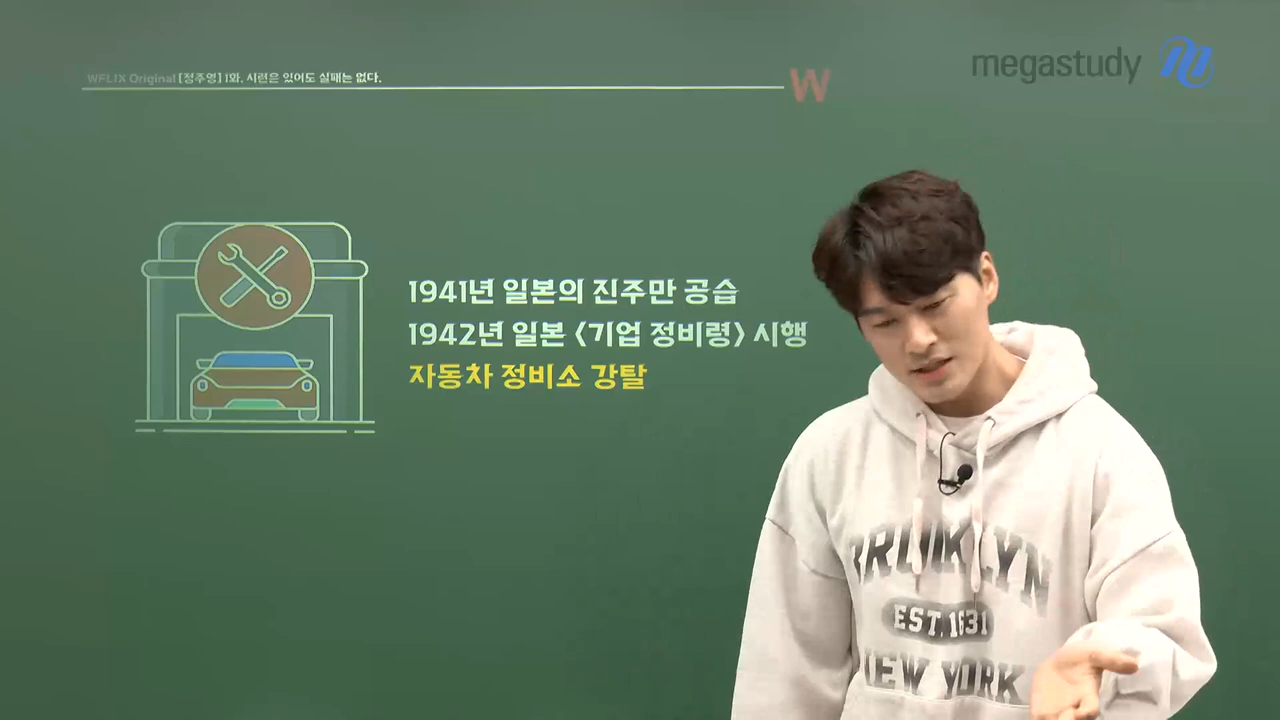 WFLIX Original [정주영] 1화. 시련은 있어도 실패는 없다.
W
megastudy
1941년 일본의 진주만 공습
1942년 일본 <기업 정비령> 시행
자동차 정비소 강탈
BROOKLYN
EST. 1631
NEW YORK